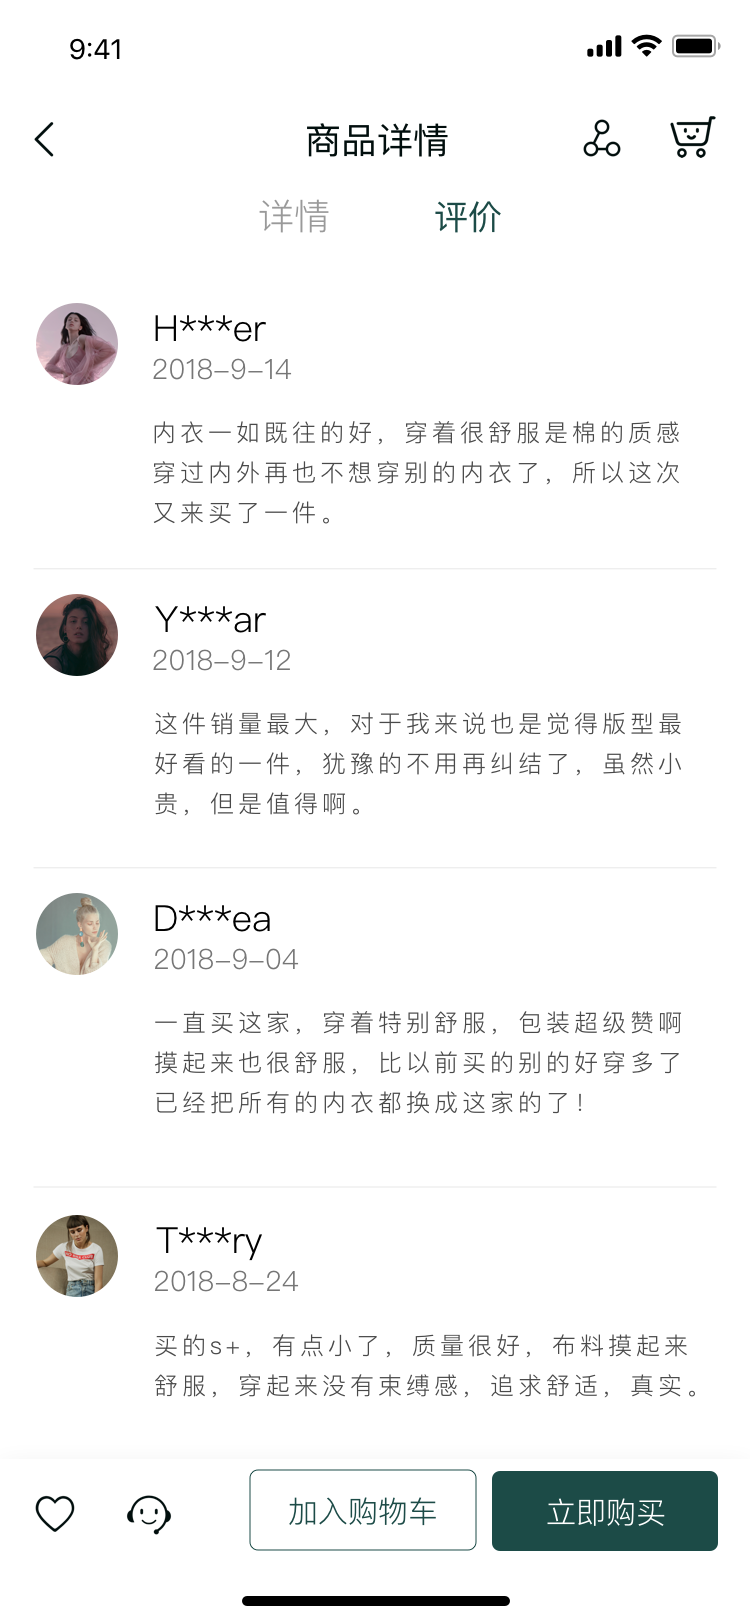 9:41
商品详情
详情
评价
H***er
2018-9-14
内衣一如既往的好，穿着很舒服是棉的质感
穿过内外再也不想穿别的内衣了，所以这次
又来买了一件。
Y***ar
2018-9-12
这件销量最大，对于我来说也是觉得版型最
好看的一件，犹豫的不用再纠结了，虽然小
贵，但是值得啊。
D***ea
2018-9-04
一直买这家，穿着特别舒服，包装超级赞啊
摸起来也很舒服，比以前买的别的好穿多了
已经把所有的内衣都换成这家的了！
T***ry
2018-8-24
买的s+，有点小了，质量很好，布料摸起来
舒服，穿起来没有束缚感，追求舒适，真实。
加入购物车
立即购买